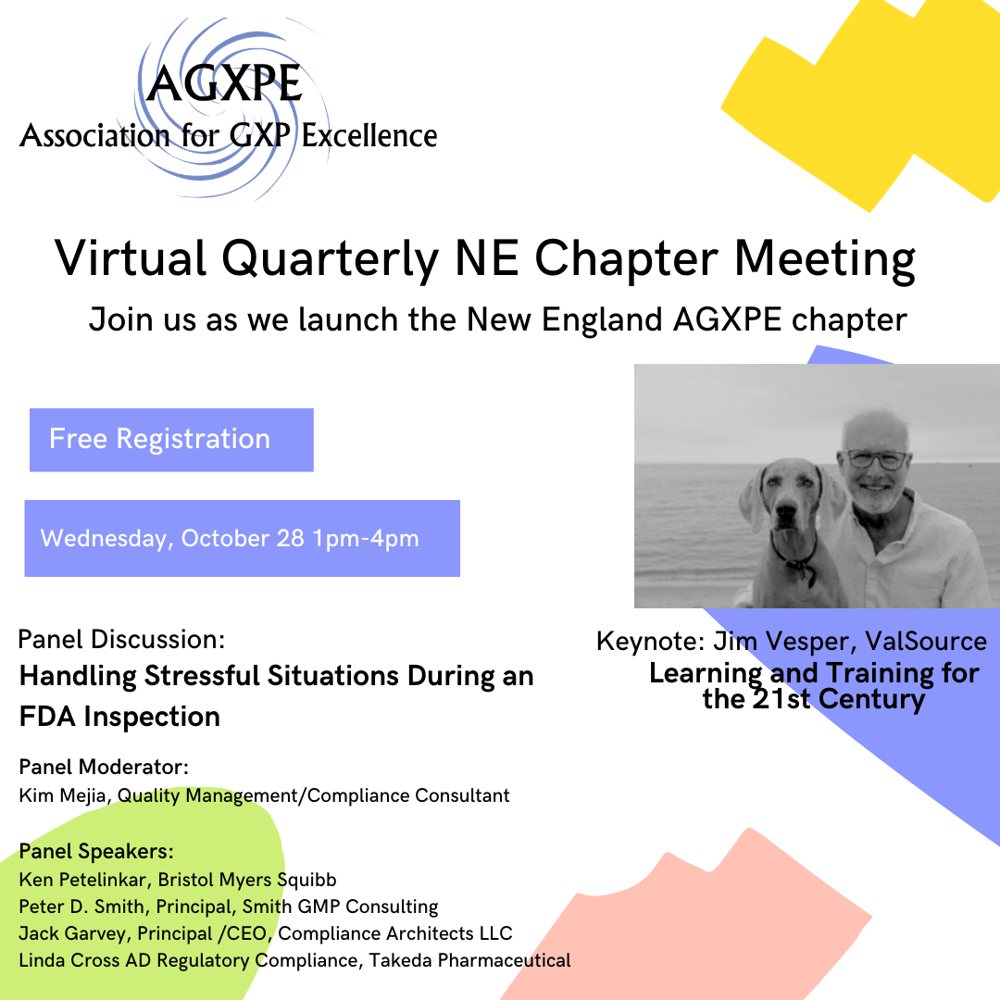 AGXPE
Association for GXP Excellence
Virtual Quarterly NE Chapter Meeting
Join us as we launch the New England AGXPE chapter
Free Registration
Wednesday, October 28 1pm-4pm
Keynote: Jim Vesper, ValSource
Learning and Training for
the 21st Century
Panel Discussion:
Handling Stressful Situations During an
FDA Inspection
Panel Moderator:
Kim Mejia, Quality Management/Compliance Consultant
Panel Speakers:
Ken Petelinkar, Bristol Myers Squibb
Peter D. Smith, Principal, Smith GMP Consulting
Jack Garvey, Principal /CEO, Compliance Architects LLC
Linda Cross AD Regulatory Compliance, Takeda Pharmaceutical